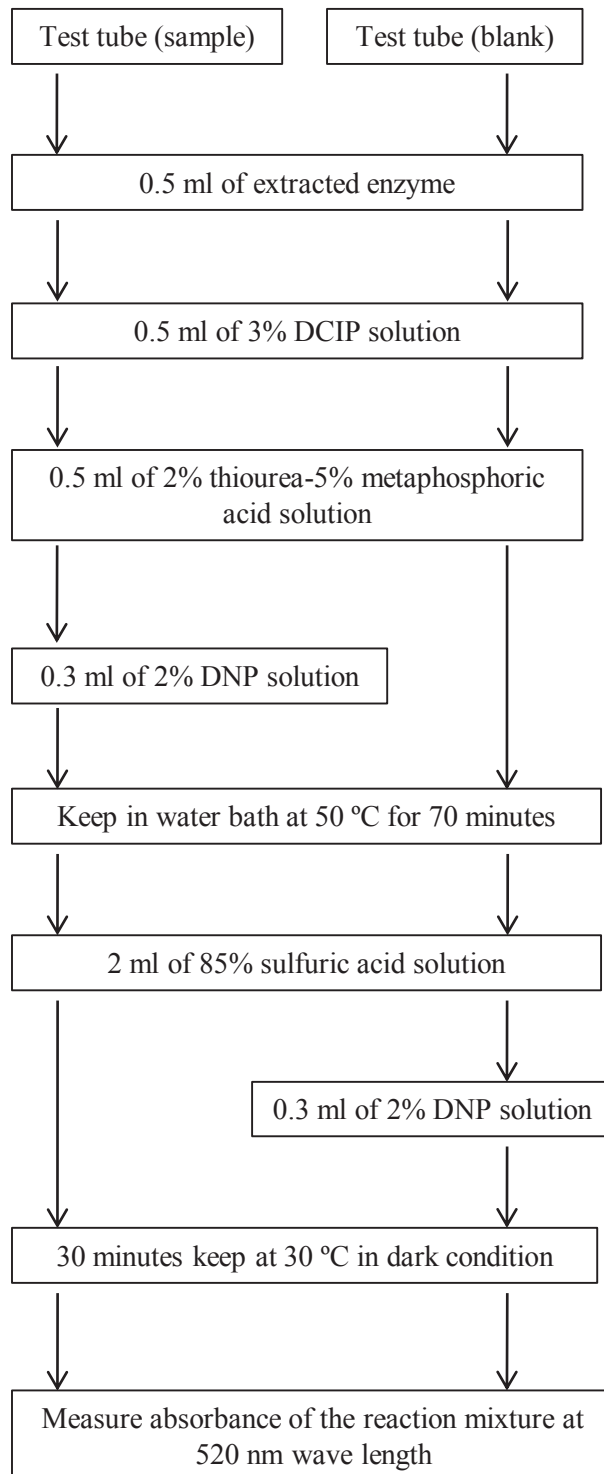 Test tube (sample)
Test tube (blank)
0.5 ml of extracted enzyme
0.5 ml of 3% DCIP solution
0.5 ml of 2% thiourea-5% metaphosphoric
acid solution
0.3 ml of 2% DNP solution
Keep in water bath at 50 ºC for 70 minutes
2 ml of 85% sulfuric acid solution
0.3 ml of 2% DNP solution
30 minutes keep at 30 ºC in dark condition
Measure absorbance of the reaction mixture at
520 nm wave length